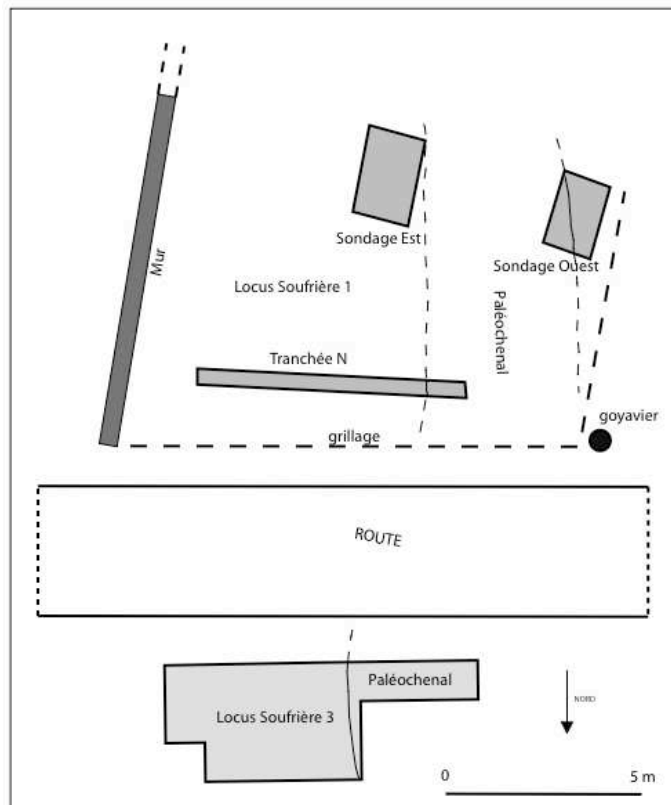 Mur
Sondage Est
Sondage Ouest
Locus Soufrière 1
Paléochenal
Tranchée N
goyavier
grillage
ROUTE
Paléochenal
Locus Soufrière 3
NORD
0 5 m